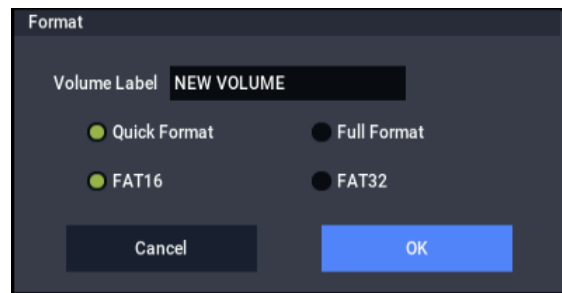 Format
Volume Label NEW VOLUME
Quick Format Full Format
FAT16 FAT32
Cancel OK